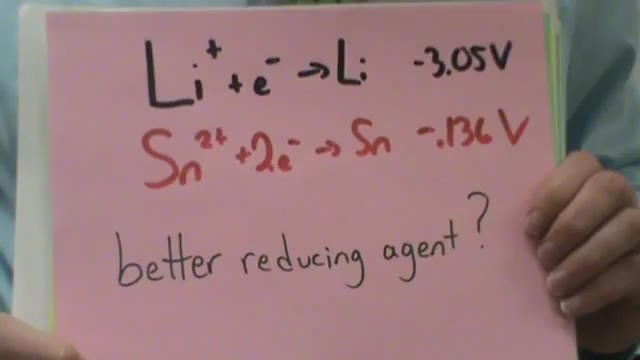 Li⁺ + e⁻ → Li -3.05V
Sn²⁺ + 2e⁻ → Sn -.136 V
better reducing agent?